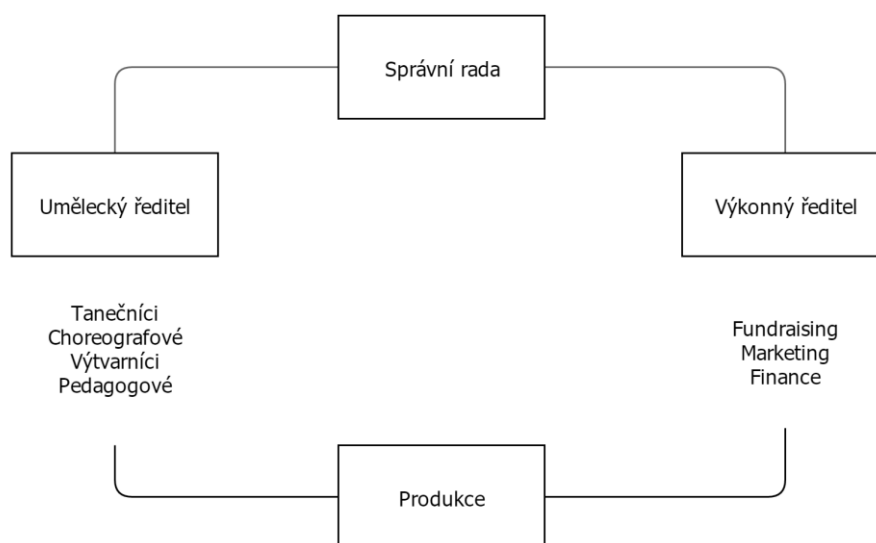 Správní rada
Umělecký ředitel
Výkonný ředitel
Tanečníci
Choreografové
Výtvarníci
Pedagogové
Fundraising
Marketing
Finance
Produkce